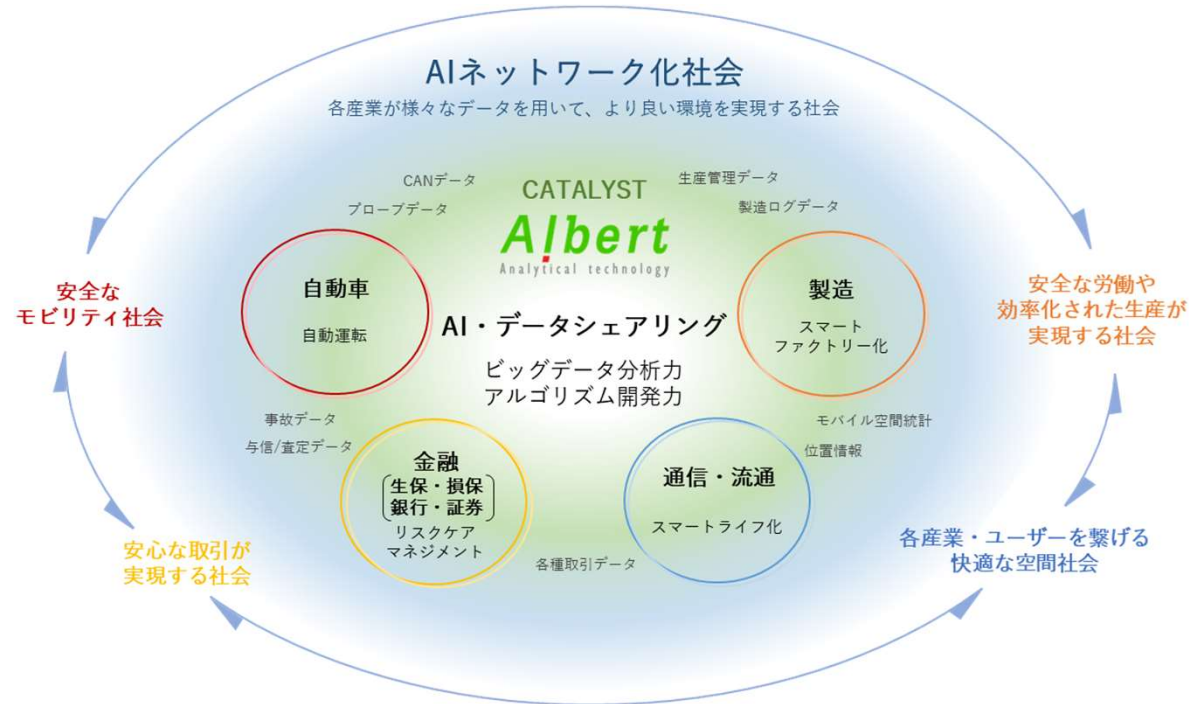 AIネットワーク化社会
各産業が様々なデータを用いて、より良い環境を実現する社会
CANデータ
プローブデータ
CATALYST
Albert
Analytical technology
生産管理データ
製造ログデータ
安全な
モビリティ社会
自動車
自動運転
AI・データシェアリング
ビッグデータ分析力
アルゴリズム開発力
製造
スマート
ファクトリー化
安全な労働や
効率化された生産が
実現する社会
事故データ
与信/査定データ
金融
生保・損保
銀行・証券
リスクケア
マネジメント
通信・流通
スマートライフ化
モバイル空間統計
位置情報
各種取引データ
安心な取引が
実現する社会
各産業・ユーザーを繋げる
快適な空間社会